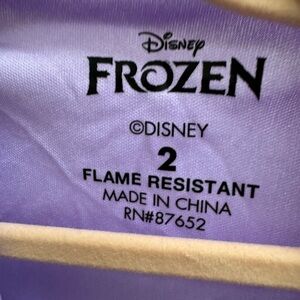 Disney
FROZEN
©DISNEY
2
FLAME RESISTANT
MADE IN CHINA
RN#87652